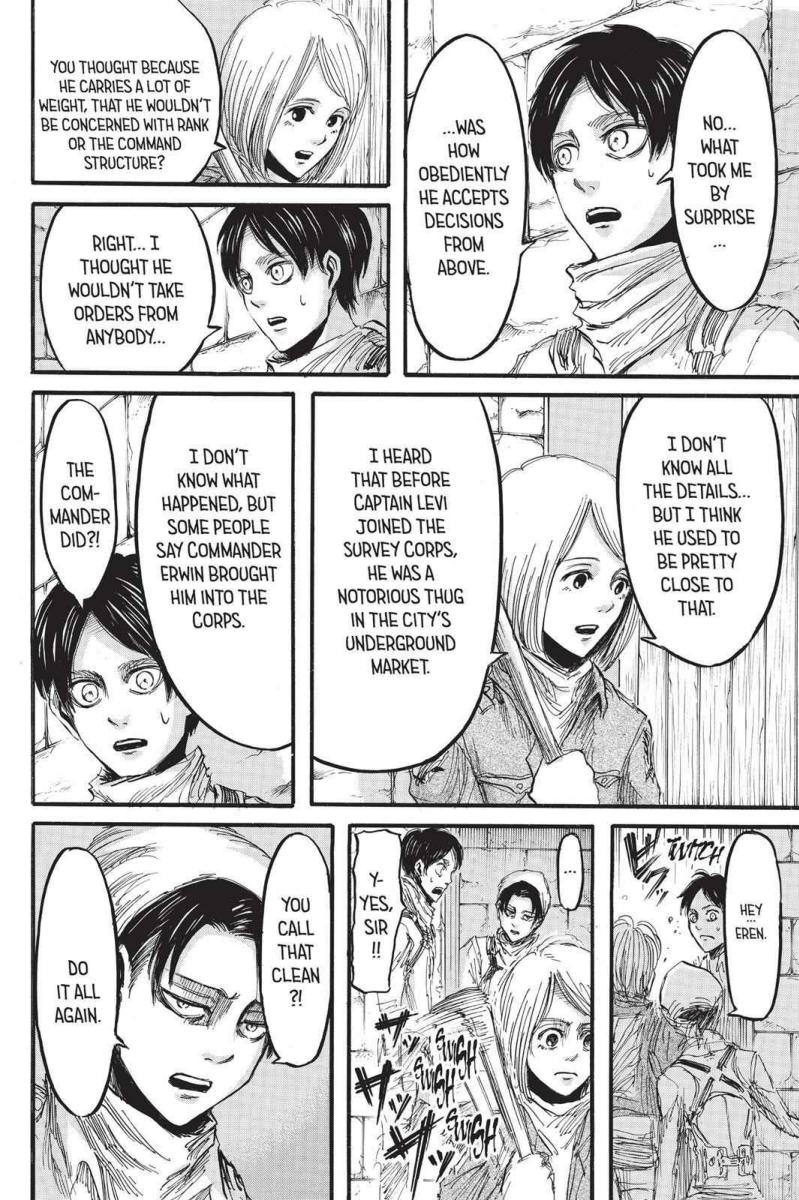 NO...
WHAT
TOOK ME
BY
SURPRISE
...
...WAS
HOW
OBEDIENTLY
HE ACCEPTS
DECISIONS
FROM
ABOVE.
YOU THOUGHT BECAUSE
HE CARRIES A LOT OF
WEIGHT, THAT HE WOULDN'T
BE CONCERNED WITH RANK
OR THE COMMAND
STRUCTURE?
RIGHT... I
THOUGHT HE
WOULDN'T TAKE
ORDERS FROM
ANYBODY...
I DON'T
KNOW ALL
THE DETAILS...
BUT I THINK
HE USED TO
BE PRETTY
CLOSE TO
THAT.
I HEARD
THAT BEFORE
CAPTAIN LEVI
JOINED THE
SURVEY CORPS,
HE WAS A
NOTORIOUS THUG
IN THE CITY'S
UNDERGROUND
MARKET.
I DON'T
KNOW WHAT
HAPPENED, BUT
SOME PEOPLE
SAY COMMANDER
ERWIN BROUGHT
HIM INTO THE
CORPS.
THE
COM-
MANDER
DID?!
HEY...
EREN.
TWITCH
...
Y-
YES,
SIR
!!
SWISH
SWISH
SWISH
YOU
CALL
THAT
CLEAN
?!
DO
IT ALL
AGAIN.